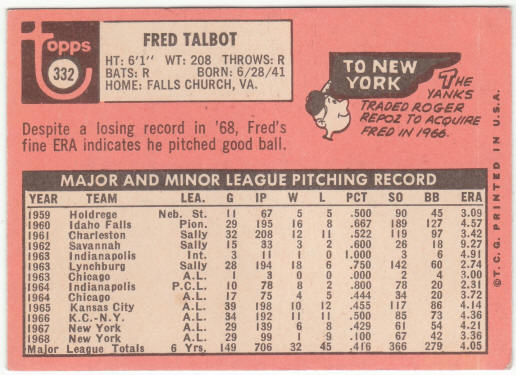 topps
332
FRED TALBOT
HT: 6'1" WT: 208 THROWS: R
BATS: R BORN: 6/28/41
HOME: FALLS CHURCH, VA.
Despite a losing record in '68, Fred's
fine ERA indicates he pitched good ball.
TO NEW
YORK
THE
YANKS
TRADED ROGER
REPOZ TO ACQUIRE
FRED IN 1966.
MAJOR AND MINOR LEAGUE PITCHING RECORD
YEAR TEAM LEA. G IP W L PCT SO BB ERA
1959 Holdrege Neb. St. 11 67 5 5 .500 90 45 3.09
1960 Idaho Falls Pion. 29 195 16 8 .667 189 127 4.57
1961 Charleston Sally 32 208 12 11 .522 119 97 3.42
1962 Savannah Sally 15 33 3 2 .600 26 18 9.27
1963 Indianapolis Int. 3 11 1 0 1.000 3 6 4.91
1963 Lynchburg Sally 28 194 18 6 .750 142 60 2.74
1963 Chicago A.L. 1 3 0 0 .000 2 4 3.00
1964 Indianapolis P.C.L. 10 78 8 2 .800 78 20 2.31
1964 Chicago A.L. 17 75 4 5 .444 34 20 3.72
1965 Kansas City A.L. 39 198 10 12 .455 117 86 4.14
1966 K.C.-N.Y. A.L. 34 192 11 11 .500 85 73 4.36
1967 New York A.L. 29 139 6 8 .429 61 54 4.21
1968 New York A.L. 29 99 1 9 .100 67 42 3.36
Major League Totals 6 Yrs. 149 706 32 45 .416 366 279 4.05
© T.C.G. PRINTED IN U.S.A.